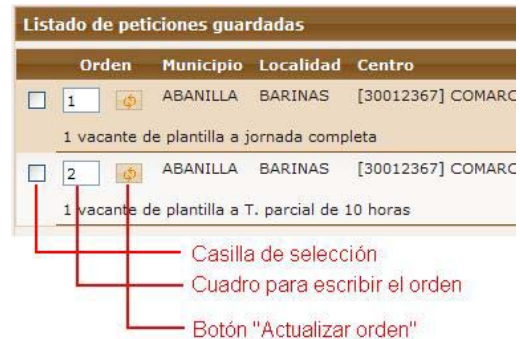 Listado de peticiones guardadas
Orden Municipio Localidad Centro
1 ABANILLA BARINAS [30012367] COMARC
1 vacante de plantilla a jornada completa
2 ABANILLA BARINAS [30012367] COMARC
1 vacante de plantilla a T. parcial de 10 horas
Casilla de selección
Cuadro para escribir el orden
Botón "Actualizar orden"